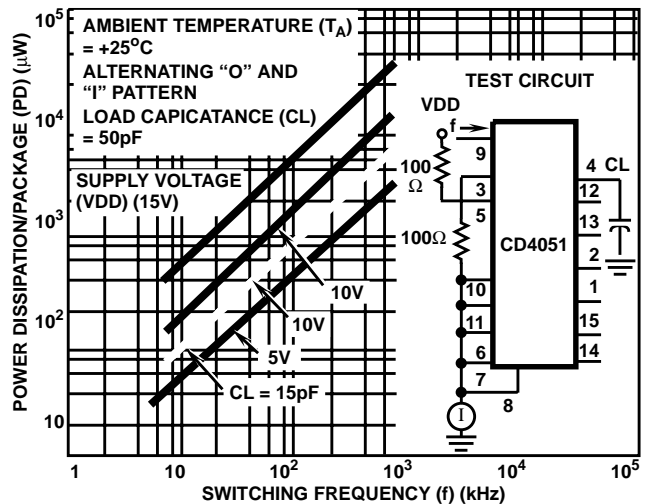 10⁵
AMBIENT TEMPERATURE (TA)
= +25°C
ALTERNATING “O” AND
“I” PATTERN
LOAD CAPICATANCE (CL)
= 50pF
TEST CIRCUIT
VDD
f
9
100
Ω
3
5
100Ω
CD4051
4
CL
12
13
2
1
15
14
10
11
6
7
8
I
10⁴
SUPPLY VOLTAGE
(VDD) (15V)
10³
10V
10V
10²
5V
CL = 15pF
10
POWER DISSIPATION/PACKAGE (PD) (µW)
1
10
10²
10³
10⁴
10⁵
SWITCHING FREQUENCY (f) (kHz)